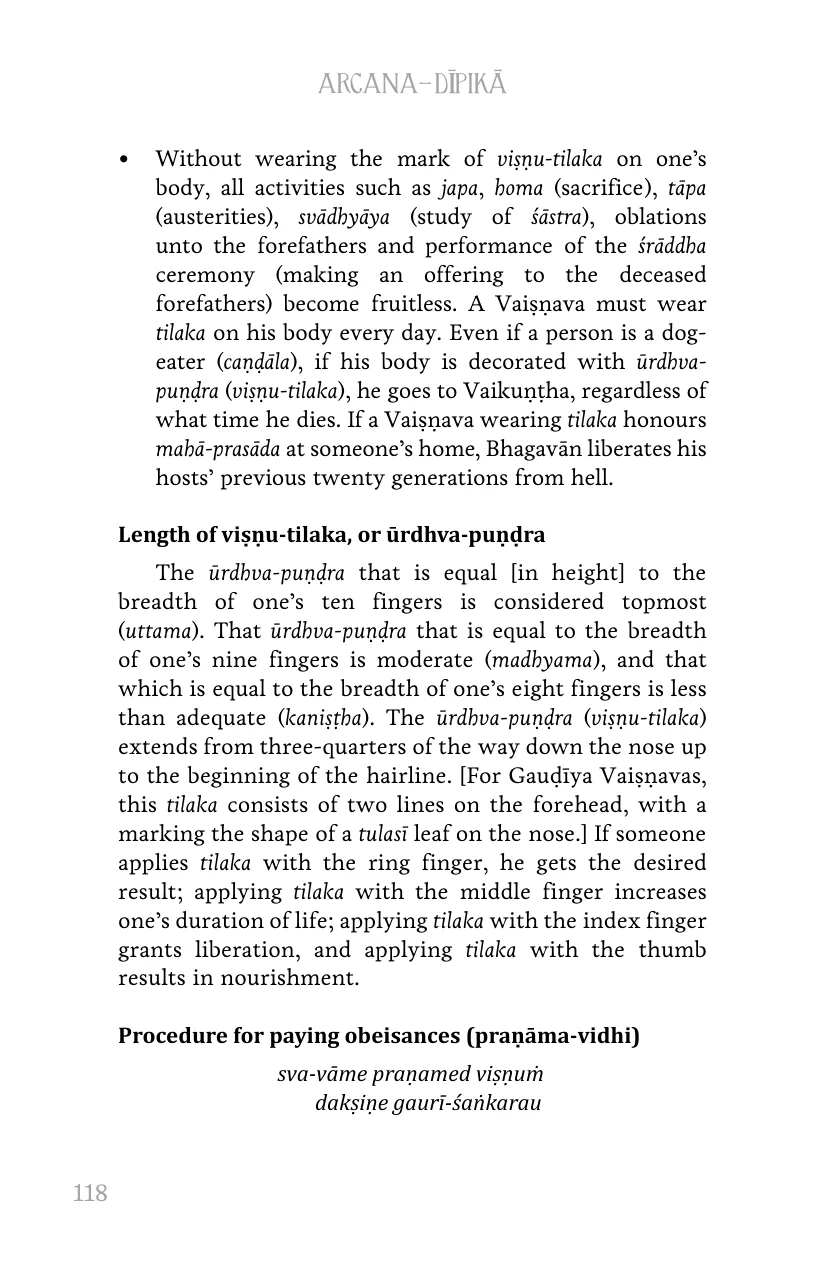 ARCANA–DĪPIKĀ
• Without wearing the mark of viṣṇu-tilaka on one’s
body, all activities such as japa, homa (sacrifice), tāpa
(austerities), svādhyāya (study of śāstra), oblations
unto the forefathers and performance of the śrāddha
ceremony (making an offering to the deceased
forefathers) become fruitless. A Vaiṣṇava must wear
tilaka on his body every day. Even if a person is a dog-
eater (caṇḍāla), if his body is decorated with ūrdhva-
puṇḍra (viṣṇu-tilaka), he goes to Vaikuṇṭha, regardless of
what time he dies. If a Vaiṣṇava wearing tilaka honours
mahā-prasāda at someone’s home, Bhagavān liberates his
hosts’ previous twenty generations from hell.
Length of viṣṇu-tilaka, or ūrdhva-puṇḍra
The ūrdhva-puṇḍra that is equal [in height] to the
breadth of one’s ten fingers is considered topmost
(uttama). That ūrdhva-puṇḍra that is equal to the breadth
of one’s nine fingers is moderate (madhyama), and that
which is equal to the breadth of one’s eight fingers is less
than adequate (kaniṣṭha). The ūrdhva-puṇḍra (viṣṇu-tilaka)
extends from three-quarters of the way down the nose up
to the beginning of the hairline. [For Gauḍīya Vaiṣṇavas,
this tilaka consists of two lines on the forehead, with a
marking the shape of a tulasī leaf on the nose.] If someone
applies tilaka with the ring finger, he gets the desired
result; applying tilaka with the middle finger increases
one’s duration of life; applying tilaka with the index finger
grants liberation, and applying tilaka with the thumb
results in nourishment.
Procedure for paying obeisances (praṇāma-vidhi)
sva-vāme praṇamed viṣṇuṁ
dakṣiṇe gaurī-śaṅkarau
118